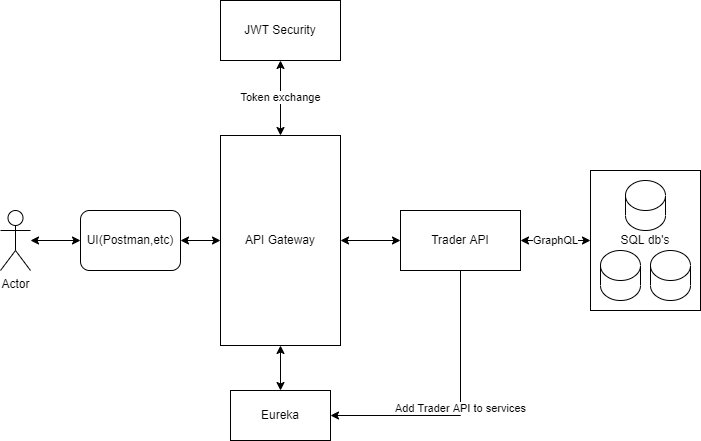 JWT Security
Token exchange
Actor
UI(Postman,etc)
API Gateway
Trader API
GraphQL
SQL db's
Eureka
Add Trader API to services